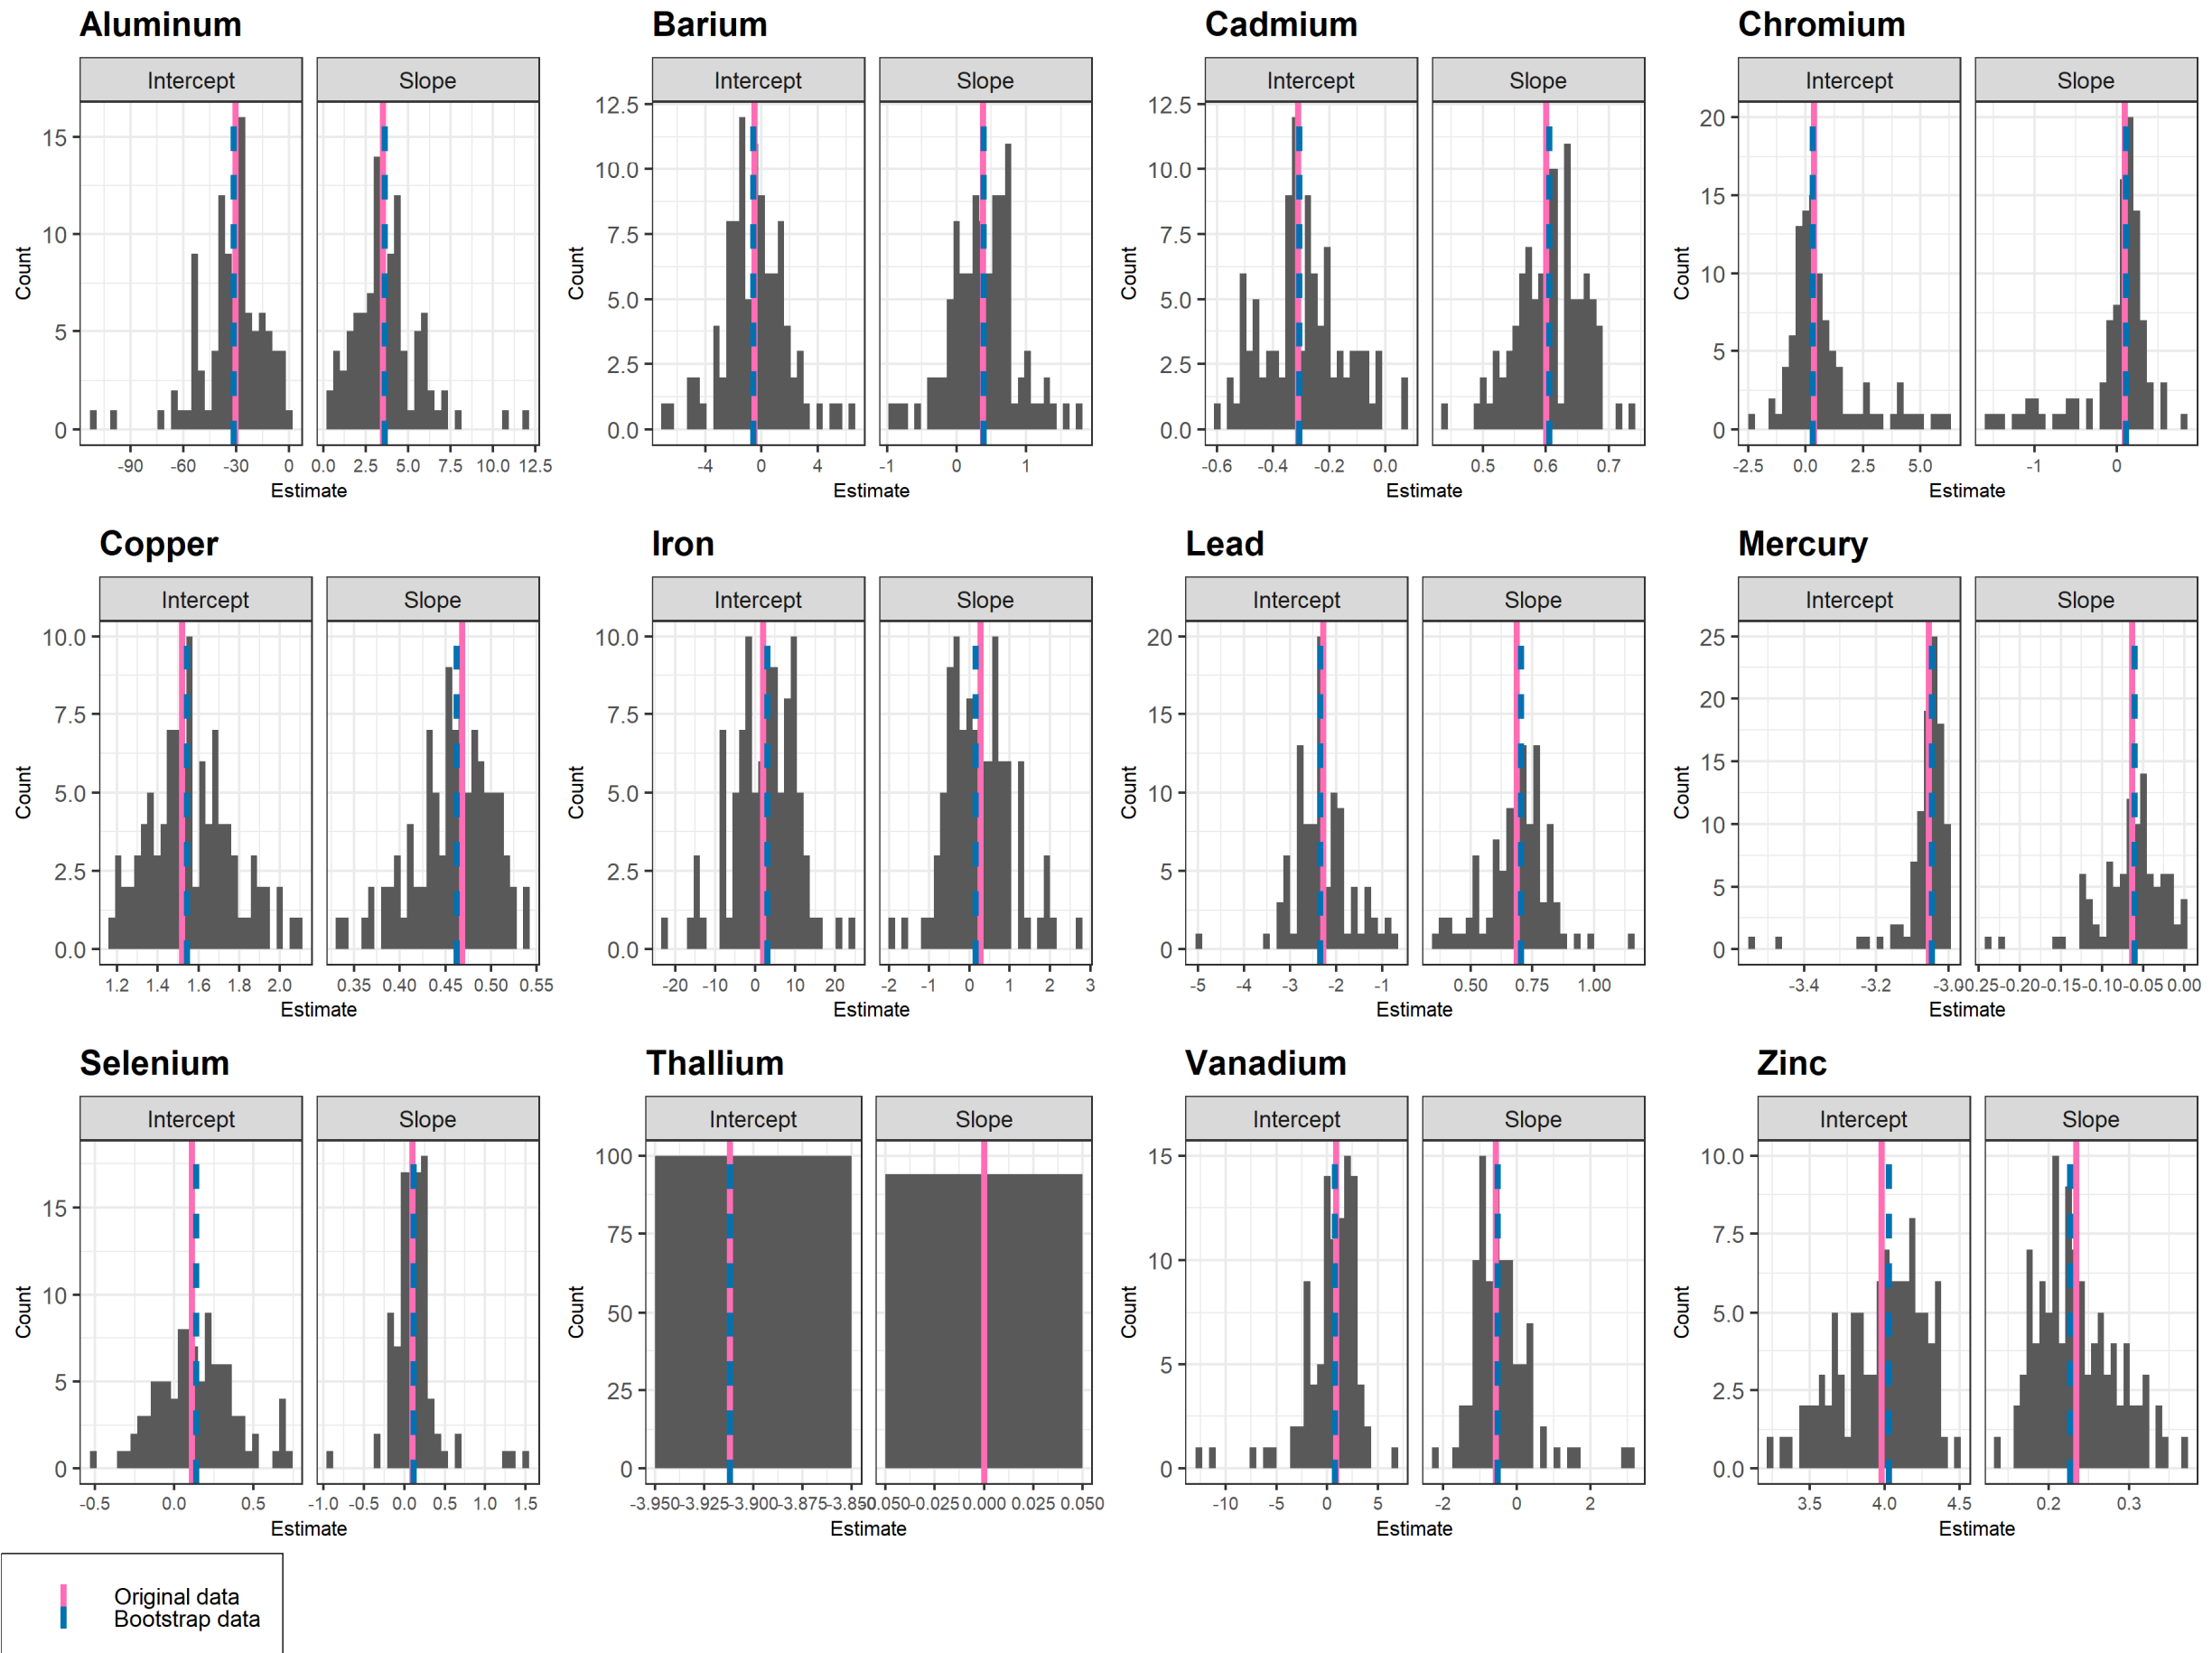 Aluminum Barium Cadmium Chromium
Intercept Slope Intercept Slope Intercept Slope Intercept Slope
Count Count Count Count
15 10 5 0
12.5 10.0 7.5 5.0 2.5 0.0
12.5 10.0 7.5 5.0 2.5 0.0
20 15 10 5 0
-90 -60 -30 0 0.0 2.5 5.0 7.5 10.0 12.5 -4 0 4 -1 0 1 -0.6 -0.4 -0.2 0.0 0.5 0.6 0.7 -2.5 0.0 2.5 5.0 -1 0
Estimate Estimate Estimate Estimate
Copper Iron Lead Mercury
Intercept Slope Intercept Slope Intercept Slope Intercept Slope
Count Count Count Count
10.0 7.5 5.0 2.5 0.0
10.0 7.5 5.0 2.5 0.0
20 15 10 5 0
25 20 15 10 5 0
1.2 1.4 1.6 1.8 2.0 0.35 0.40 0.45 0.50 0.55 -20 -10 0 10 20 -2 -1 0 1 2 3 -5 -4 -3 -2 -1 0.50 0.75 1.00 -3.4 -3.2 -3.0 -0.20 -0.15 -0.10 -0.05 0.00
Estimate Estimate Estimate Estimate
Selenium Thallium Vanadium Zinc
Intercept Slope Intercept Slope Intercept Slope Intercept Slope
Count Count Count Count
15 10 5 0
100 75 50 25 0
15 10 5 0
10.0 7.5 5.0 2.5 0.0
-0.5 0.0 0.5 -1.0 -0.5 0.0 0.5 1.0 1.5 -3.950 -3.925 -3.900 -3.875 -0.025 0.000 0.025 0.050 -10 -5 0 5 -2 0 2 3.5 4.0 4.5 0.2 0.3
Estimate Estimate Estimate Estimate
Original data
Bootstrap data